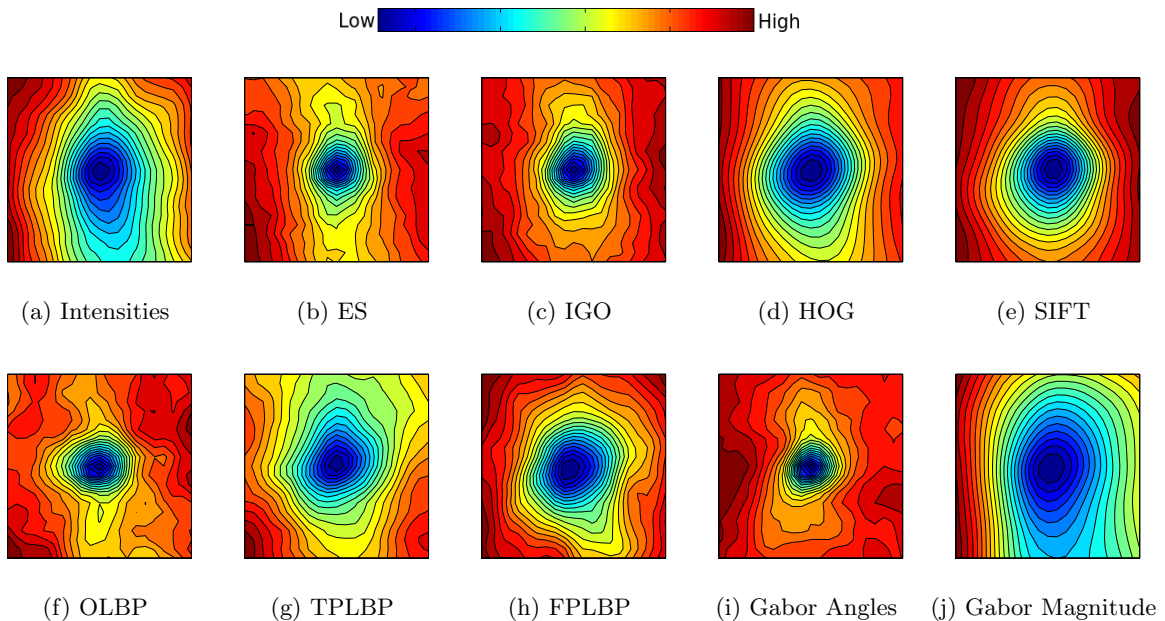 Low High
(a) Intensities (b) ES (c) IGO (d) HOG (e) SIFT
(f) OLBP (g) TPLBP (h) FPLBP (i) Gabor Angles (j) Gabor Magnitude